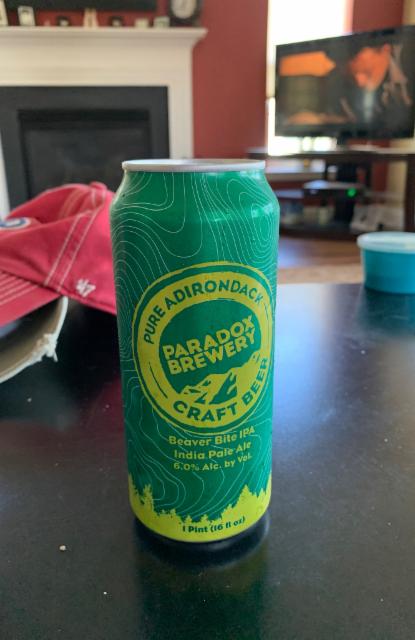 PURE ADIRONDACK
PARADOX
BREWERY
CRAFT BEER
Beaver Bite IPA
India Pale Ale
6.0% Alc. by Vol.
1 Pint (16 fl oz)
'47